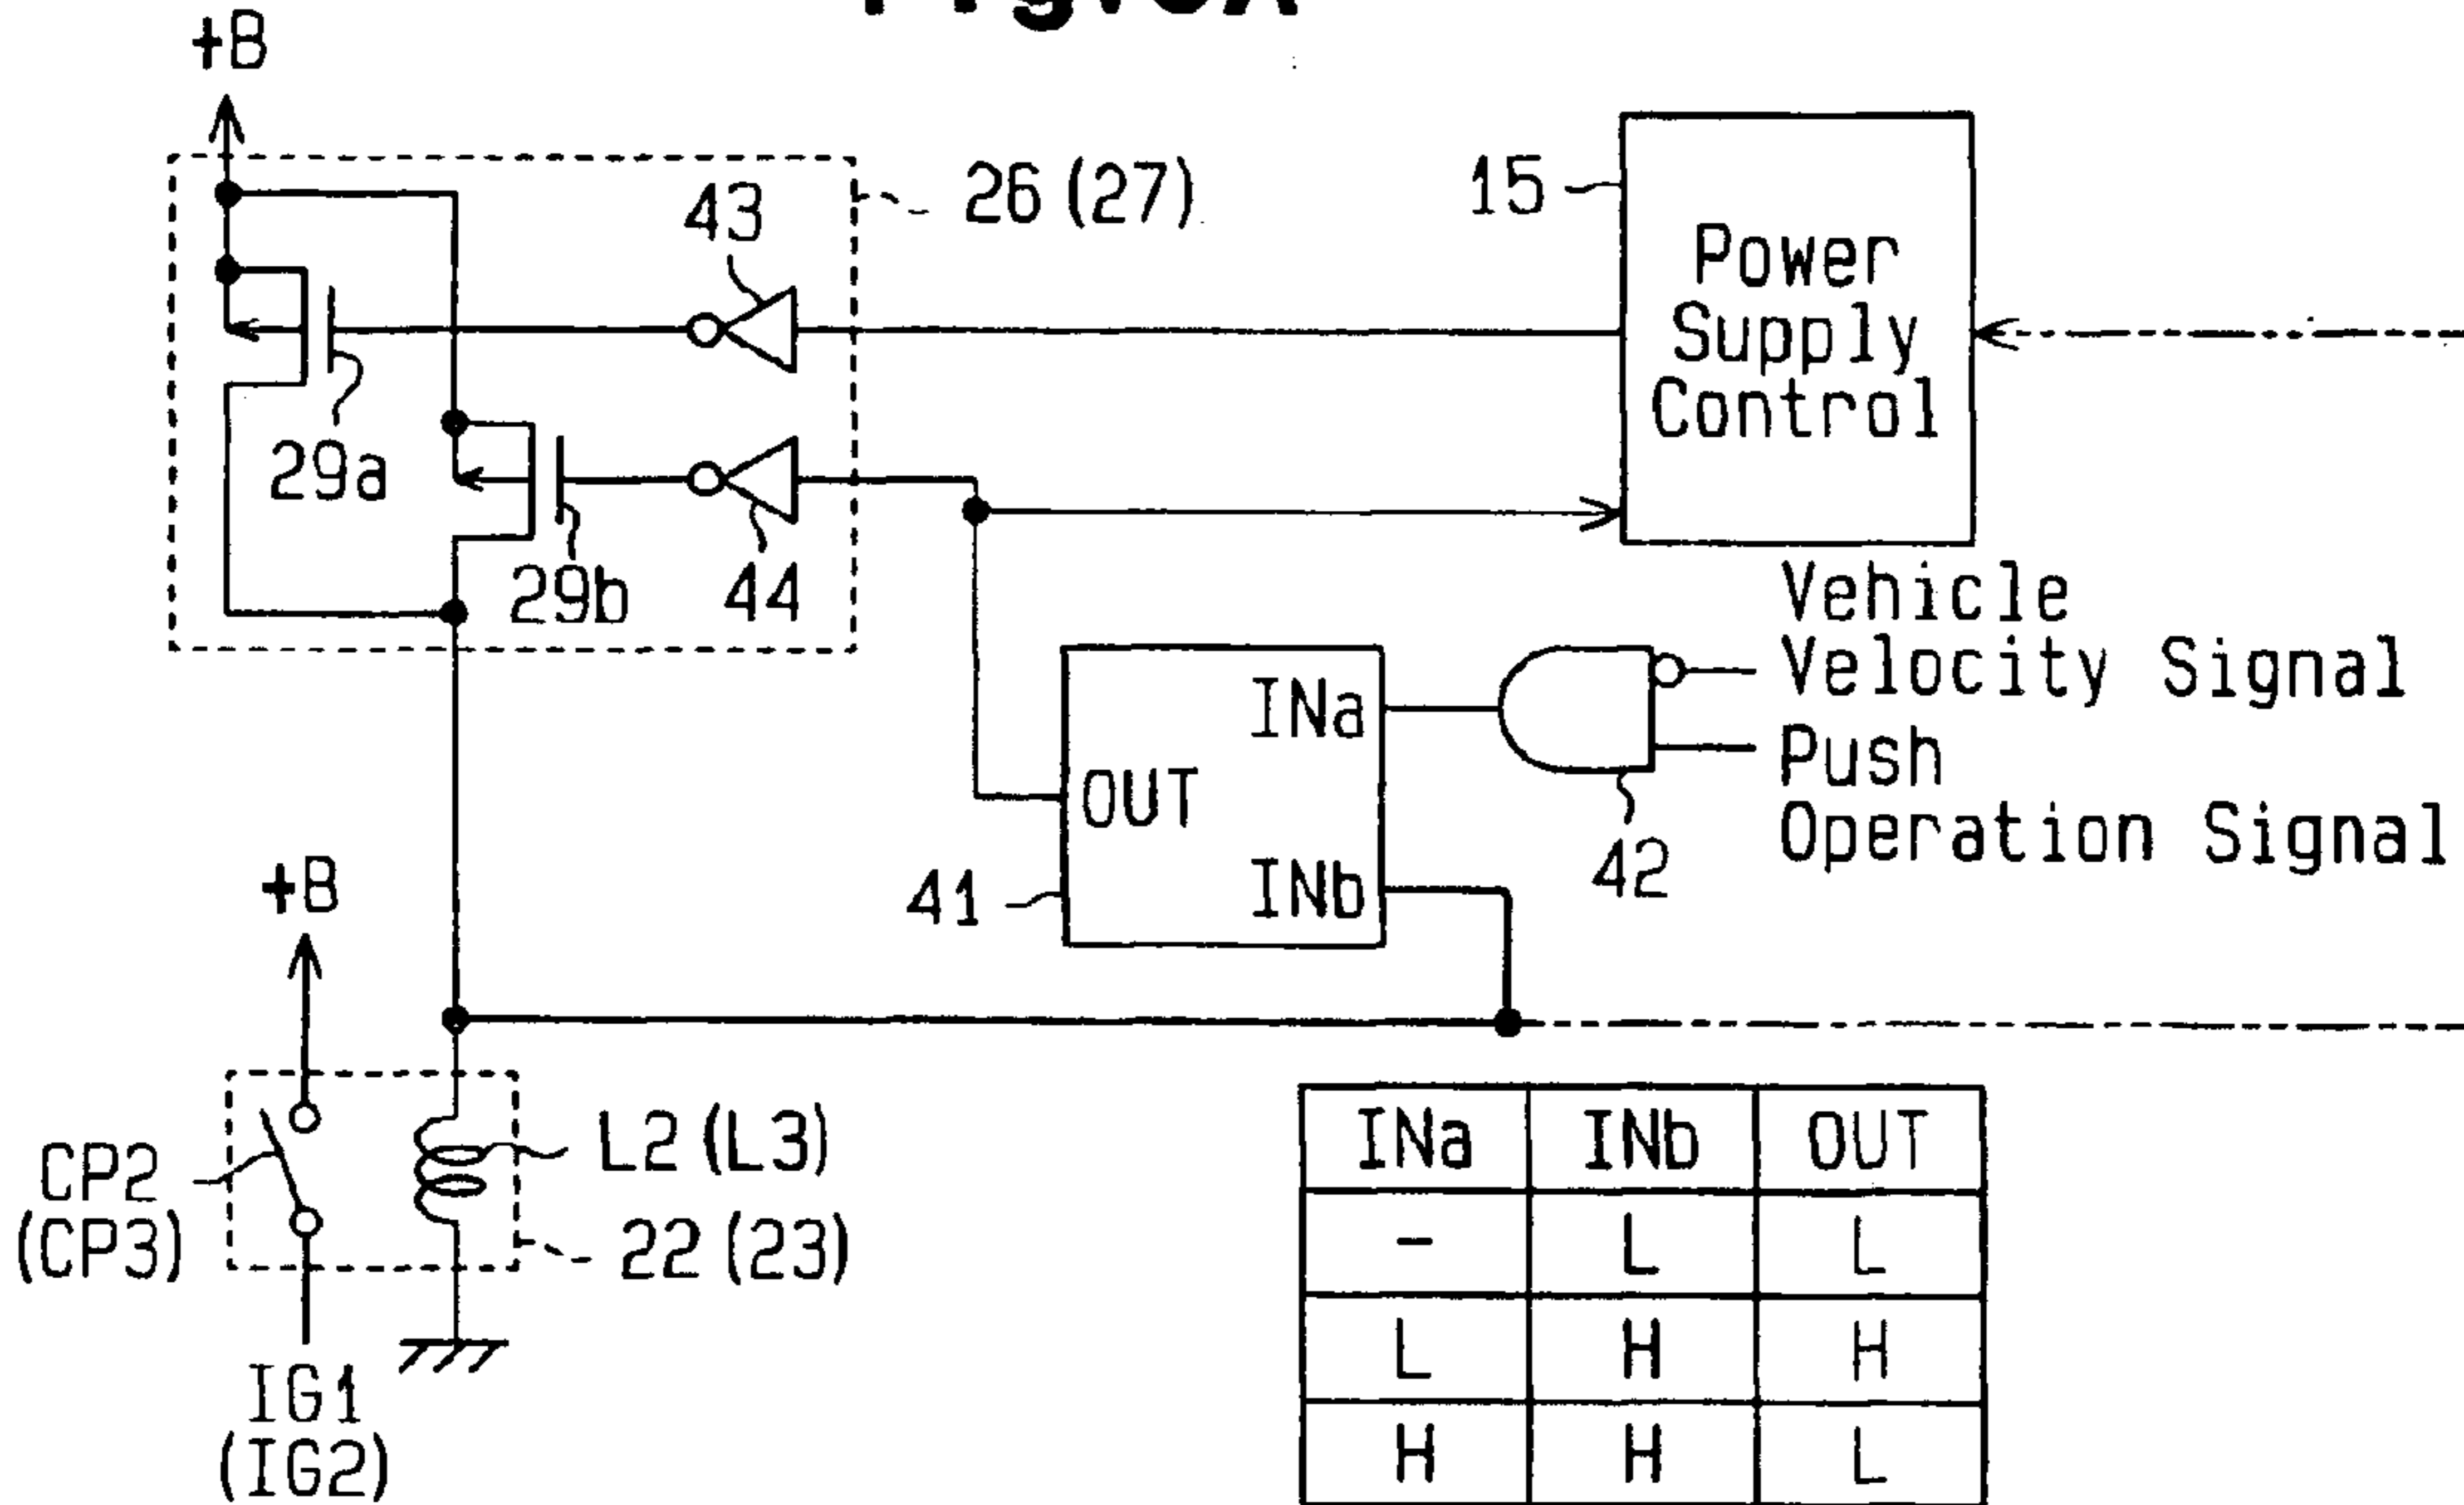 +B
26 (27)
43
15
Power
Supply
Control
29a
29b
44
Vehicle
Velocity Signal
INa
Push
Operation Signal
OUT
42
INb
41
+B
CP2
(CP3)
L2 (L3)
22 (23)
IG1
(IG2)
INa INb OUT
- L L
L H H
H H L